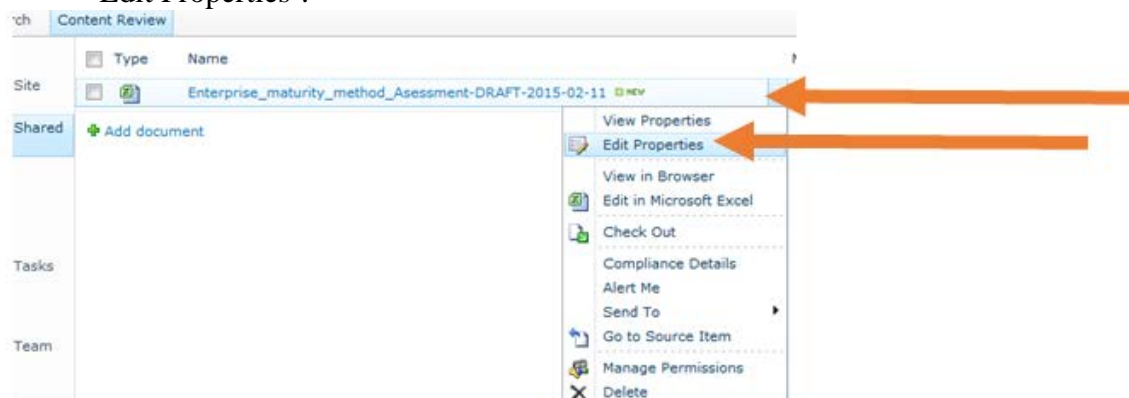 Edit Properties".
rch Content Review
Type Name
Site
Enterprise_maturity_method_Asessment-DRAFT-2015-02-11 NEW
View Properties
Shared
Add document
Edit Properties
View in Browser
Edit in Microsoft Excel
Check Out
Tasks
Compliance Details
Alert Me
Send To
Team
Go to Source Item
Manage Permissions
Delete